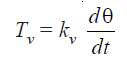 T_v = k_v dθ/dt